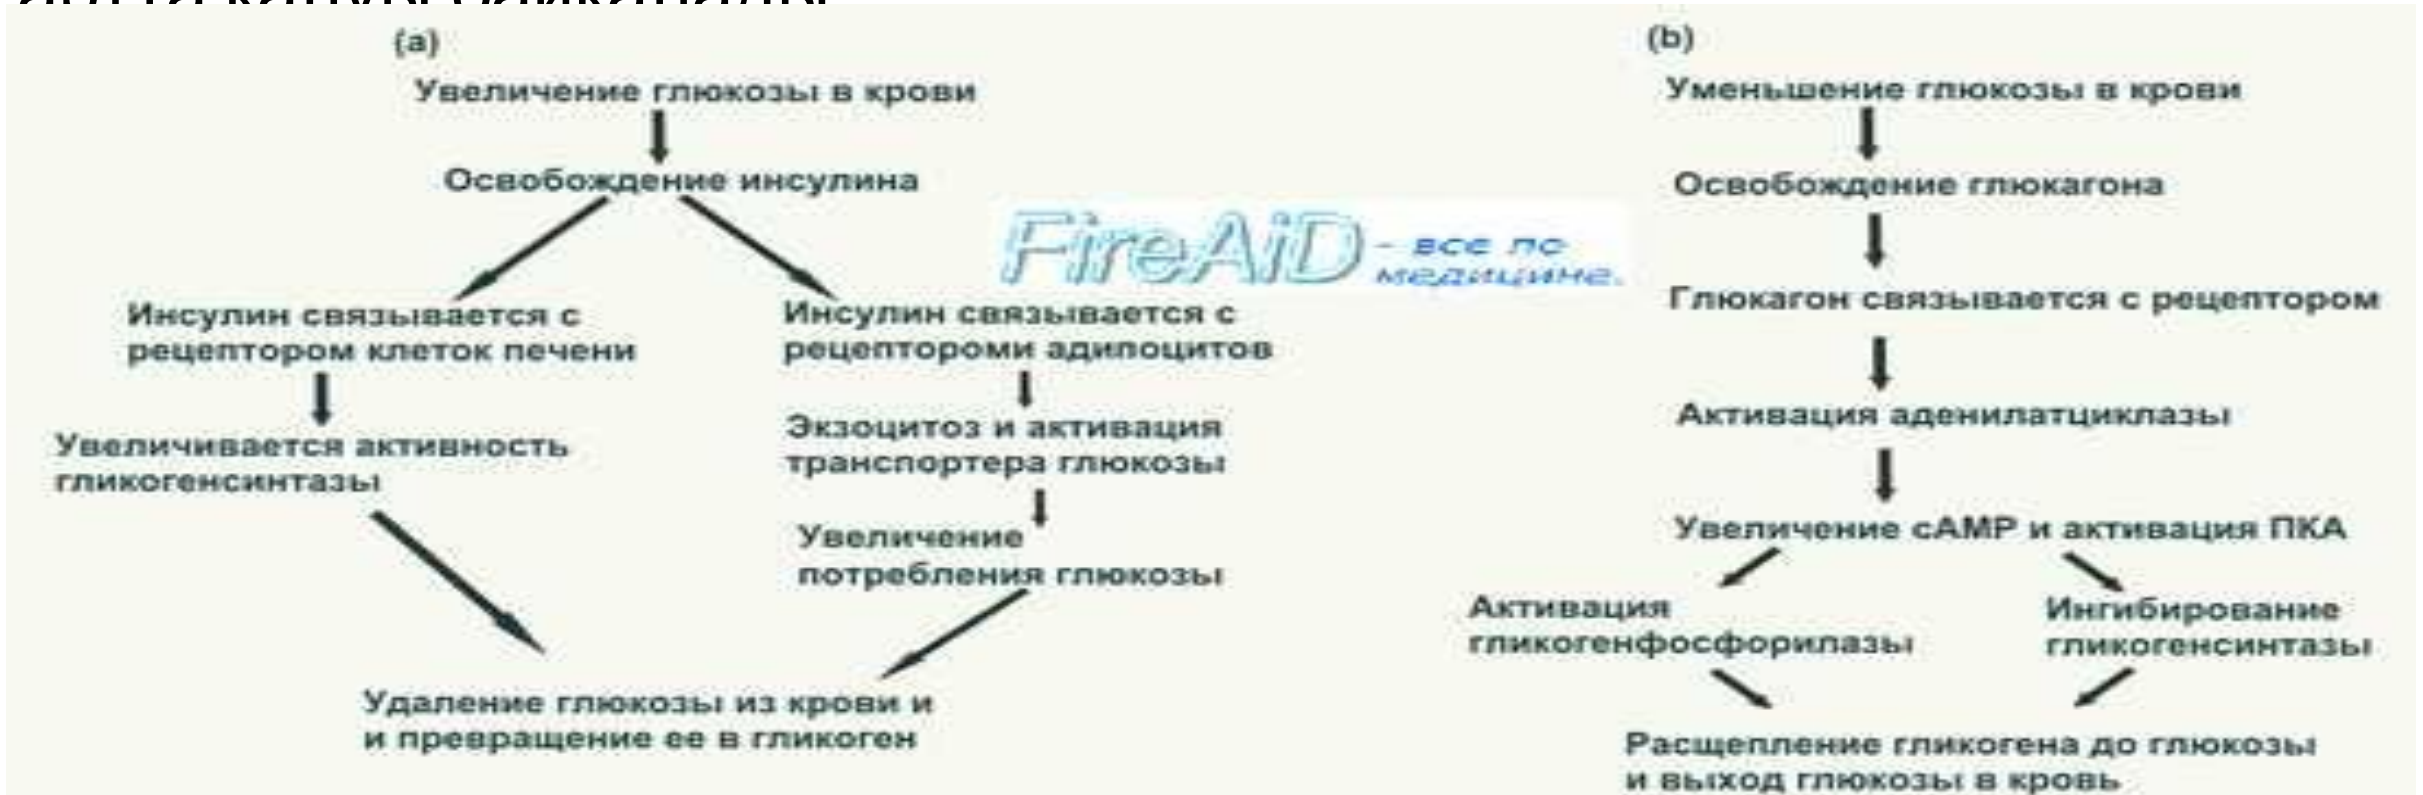 (a)
Увеличение глюкозы в крови
Освобождение инсулина
Инсулин связывается с
рецептором клеток печени
Увеличивается активность
гликогенсинтазы
Инсулин связывается с
рецептороми адипоцитов
Экзоцитоз и активация
транспортера глюкозы
Увеличение
потребления глюкозы
Удаление глюкозы из крови и
и превращение ее в гликоген
FireAiD - все по
медицине.
(b)
Уменьшение глюкозы в крови
Освобождение глюкагона
Глюкагон связывается с рецептором
Активация аденилатциклазы
Увеличение cAMP и активация ПКА
Активация
гликогенфосфорилазы
Ингибирование
гликогенсинтазы
Расщепление гликогена до глюкозы
и выход глюкозы в кровь